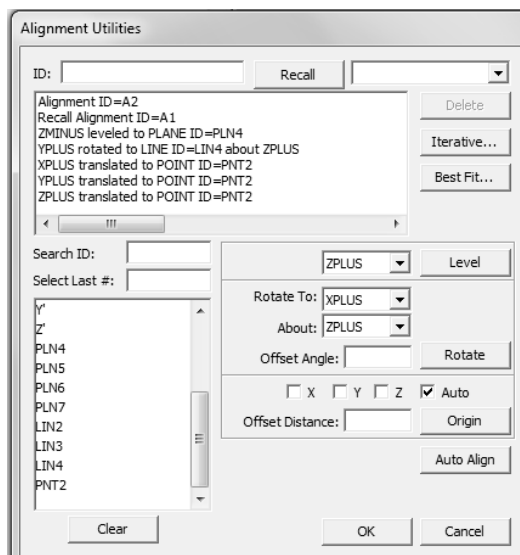 Alignment Utilities
ID:
Recall
Alignment ID=A2
Recall Alignment ID=A1
ZMINUS leveled to PLANE ID=PLN4
YPLUS rotated to LINE ID=LIN4 about ZPLUS
XPLUS translated to POINT ID=PNT2
YPLUS translated to POINT ID=PNT2
ZPLUS translated to POINT ID=PNT2
Delete
Iterative...
Best Fit...
Search ID:
Select Last #:
Y'
Z'
PLN4
PLN5
PLN6
PLN7
LIN2
LIN3
LIN4
PNT2
ZPLUS Level
Rotate To: XPLUS
About: ZPLUS
Offset Angle: Rotate
X Y Z Auto
Offset Distance: Origin
Auto Align
Clear OK Cancel